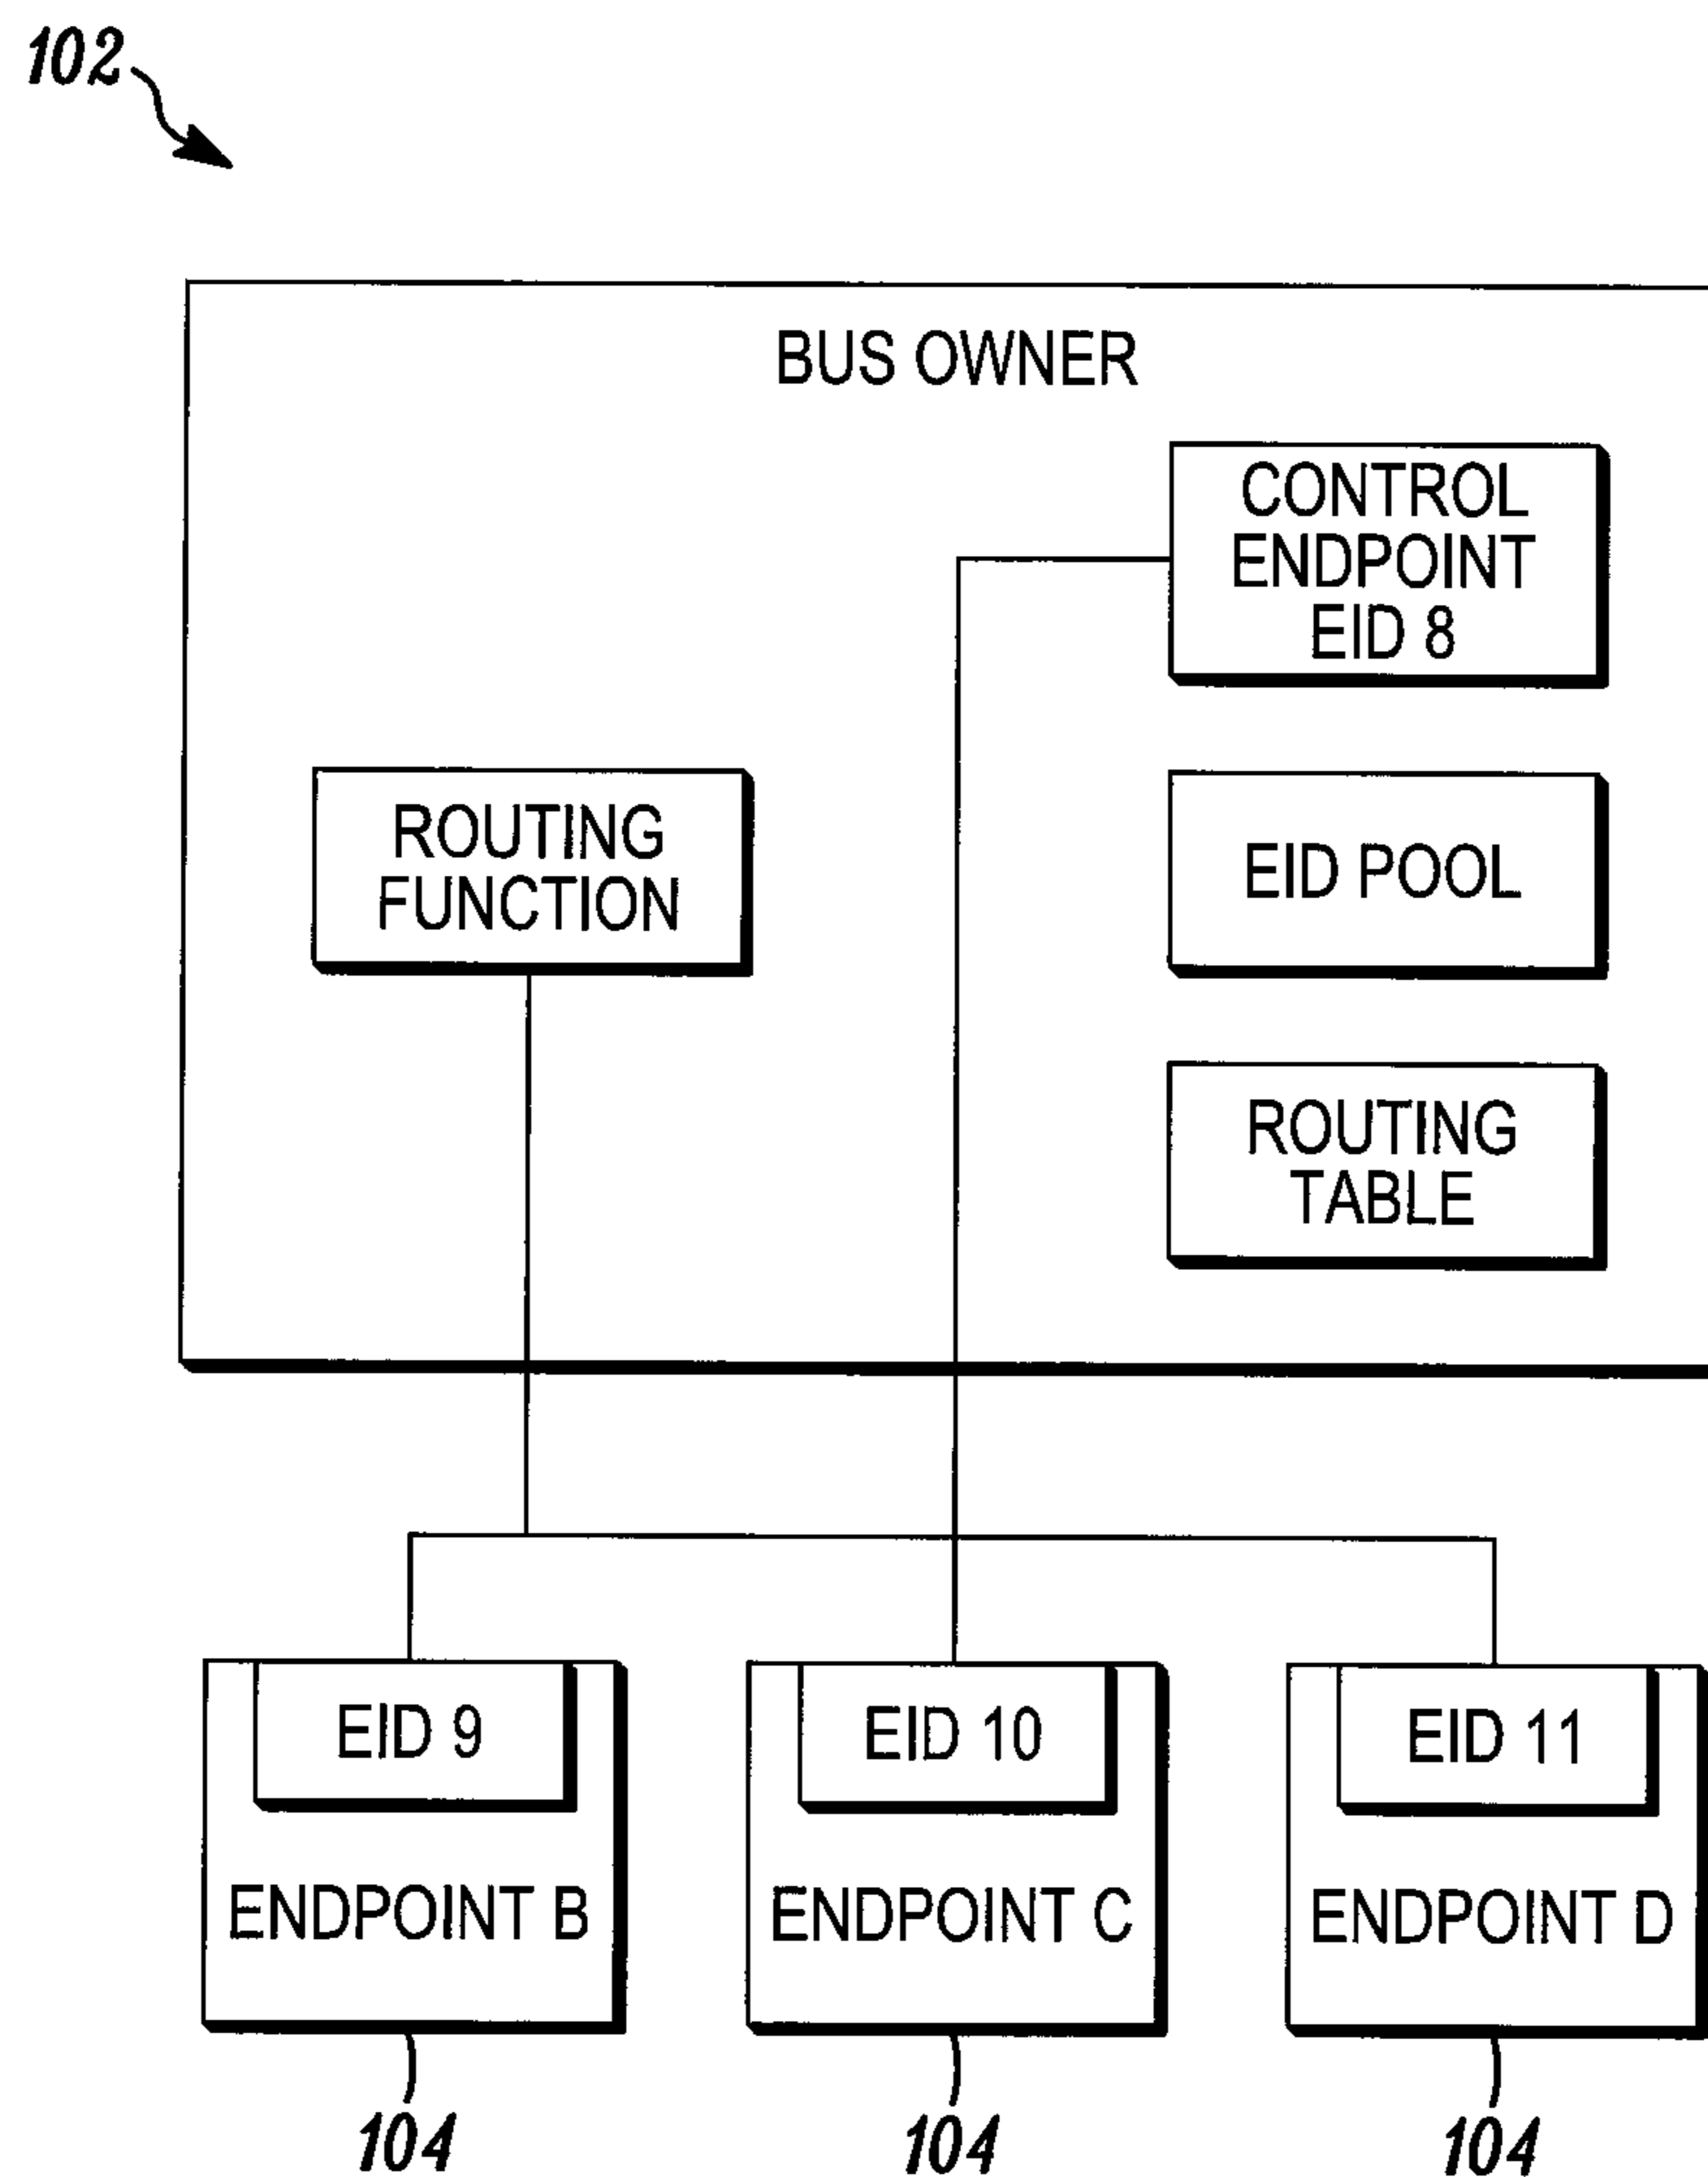 102
BUS OWNER
CONTROL
ENDPOINT
EID 8
ROUTING
FUNCTION
EID POOL
ROUTING
TABLE
EID 9
EID 10
EID 11
ENDPOINT B
ENDPOINT C
ENDPOINT D
104
104
104